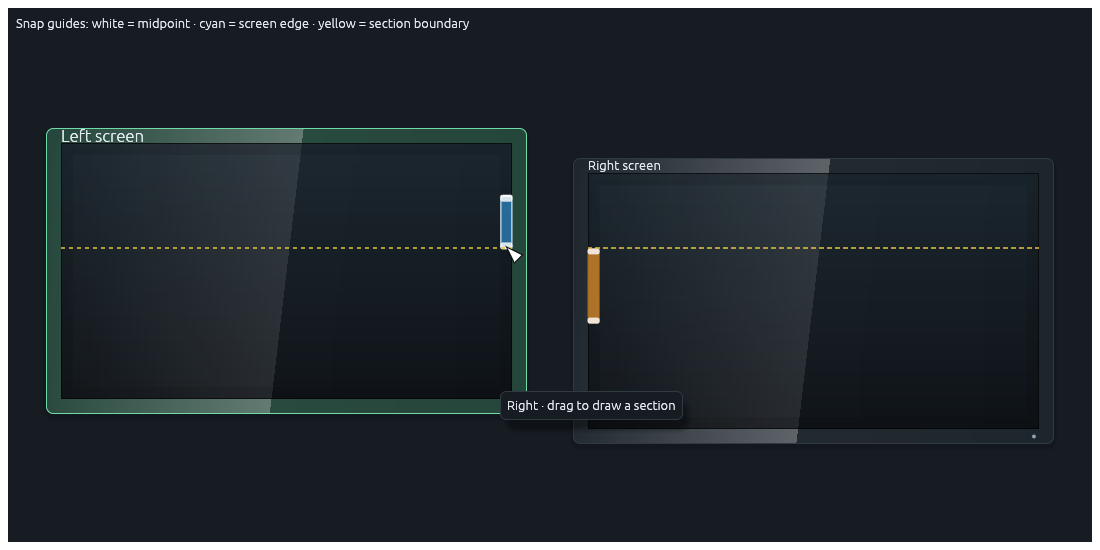 Snap guides: white = midpoint · cyan = screen edge · yellow = section boundary
Left screen
Right screen
Right · drag to draw a section